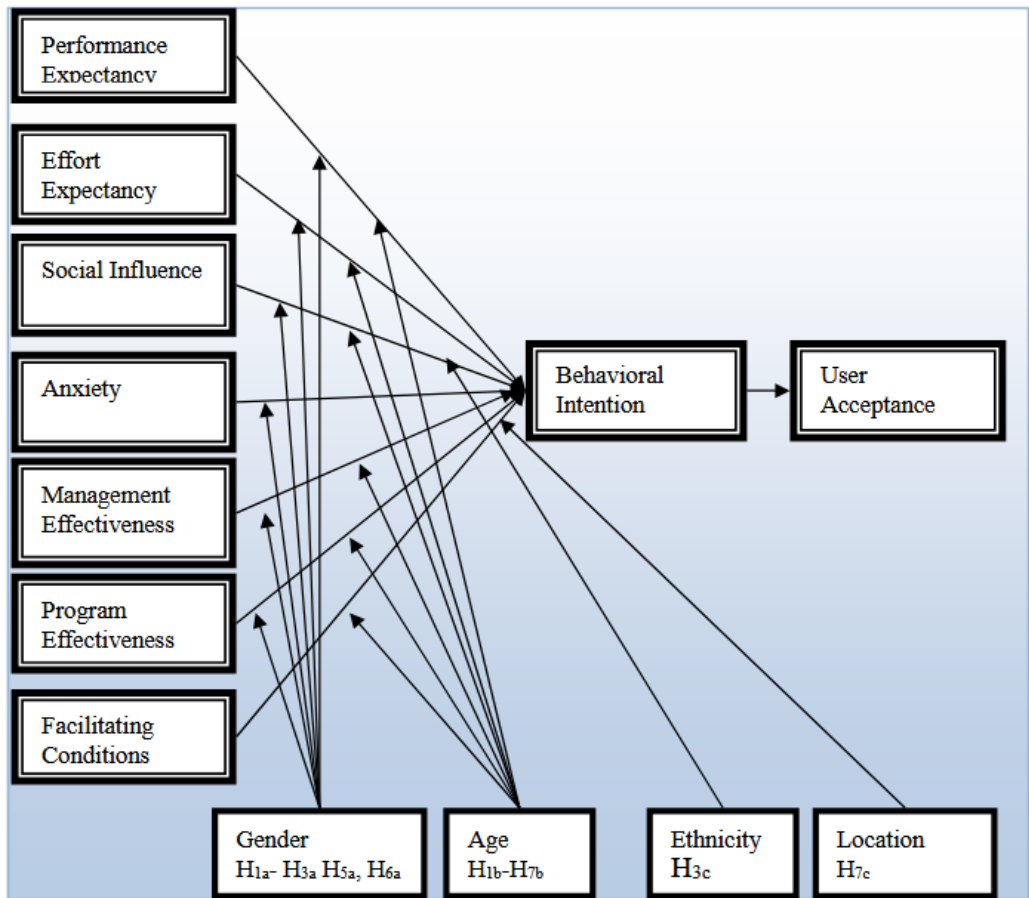 Performance
Expectancy
Effort
Expectancy
Social Influence
Anxiety
Management
Effectiveness
Program
Effectiveness
Facilitating
Conditions
Behavioral
Intention
User
Acceptance
Gender
H1a- H3a H5a, H6a
Age
H1b-H7b
Ethnicity
H3c
Location
H7c